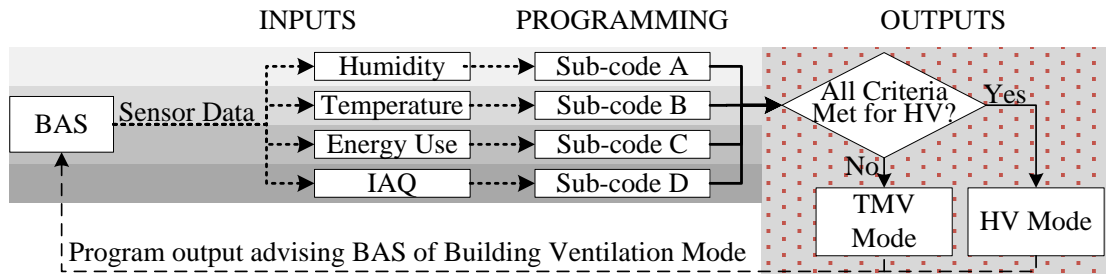 INPUTS
PROGRAMMING
OUTPUTS
Humidity
Sub-code A
All Criteria
Met for HV?
Yes
BAS
Sensor Data
Temperature
Sub-code B
Energy Use
Sub-code C
No
IAQ
Sub-code D
TMV
Mode
HV Mode
Program output advising BAS of Building Ventilation Mode